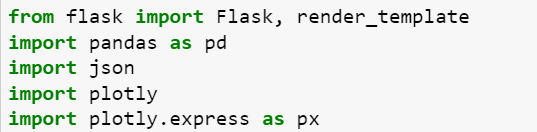 from flask import Flask, render_template
import pandas as pd
import json
import plotly
import plotly.express as px